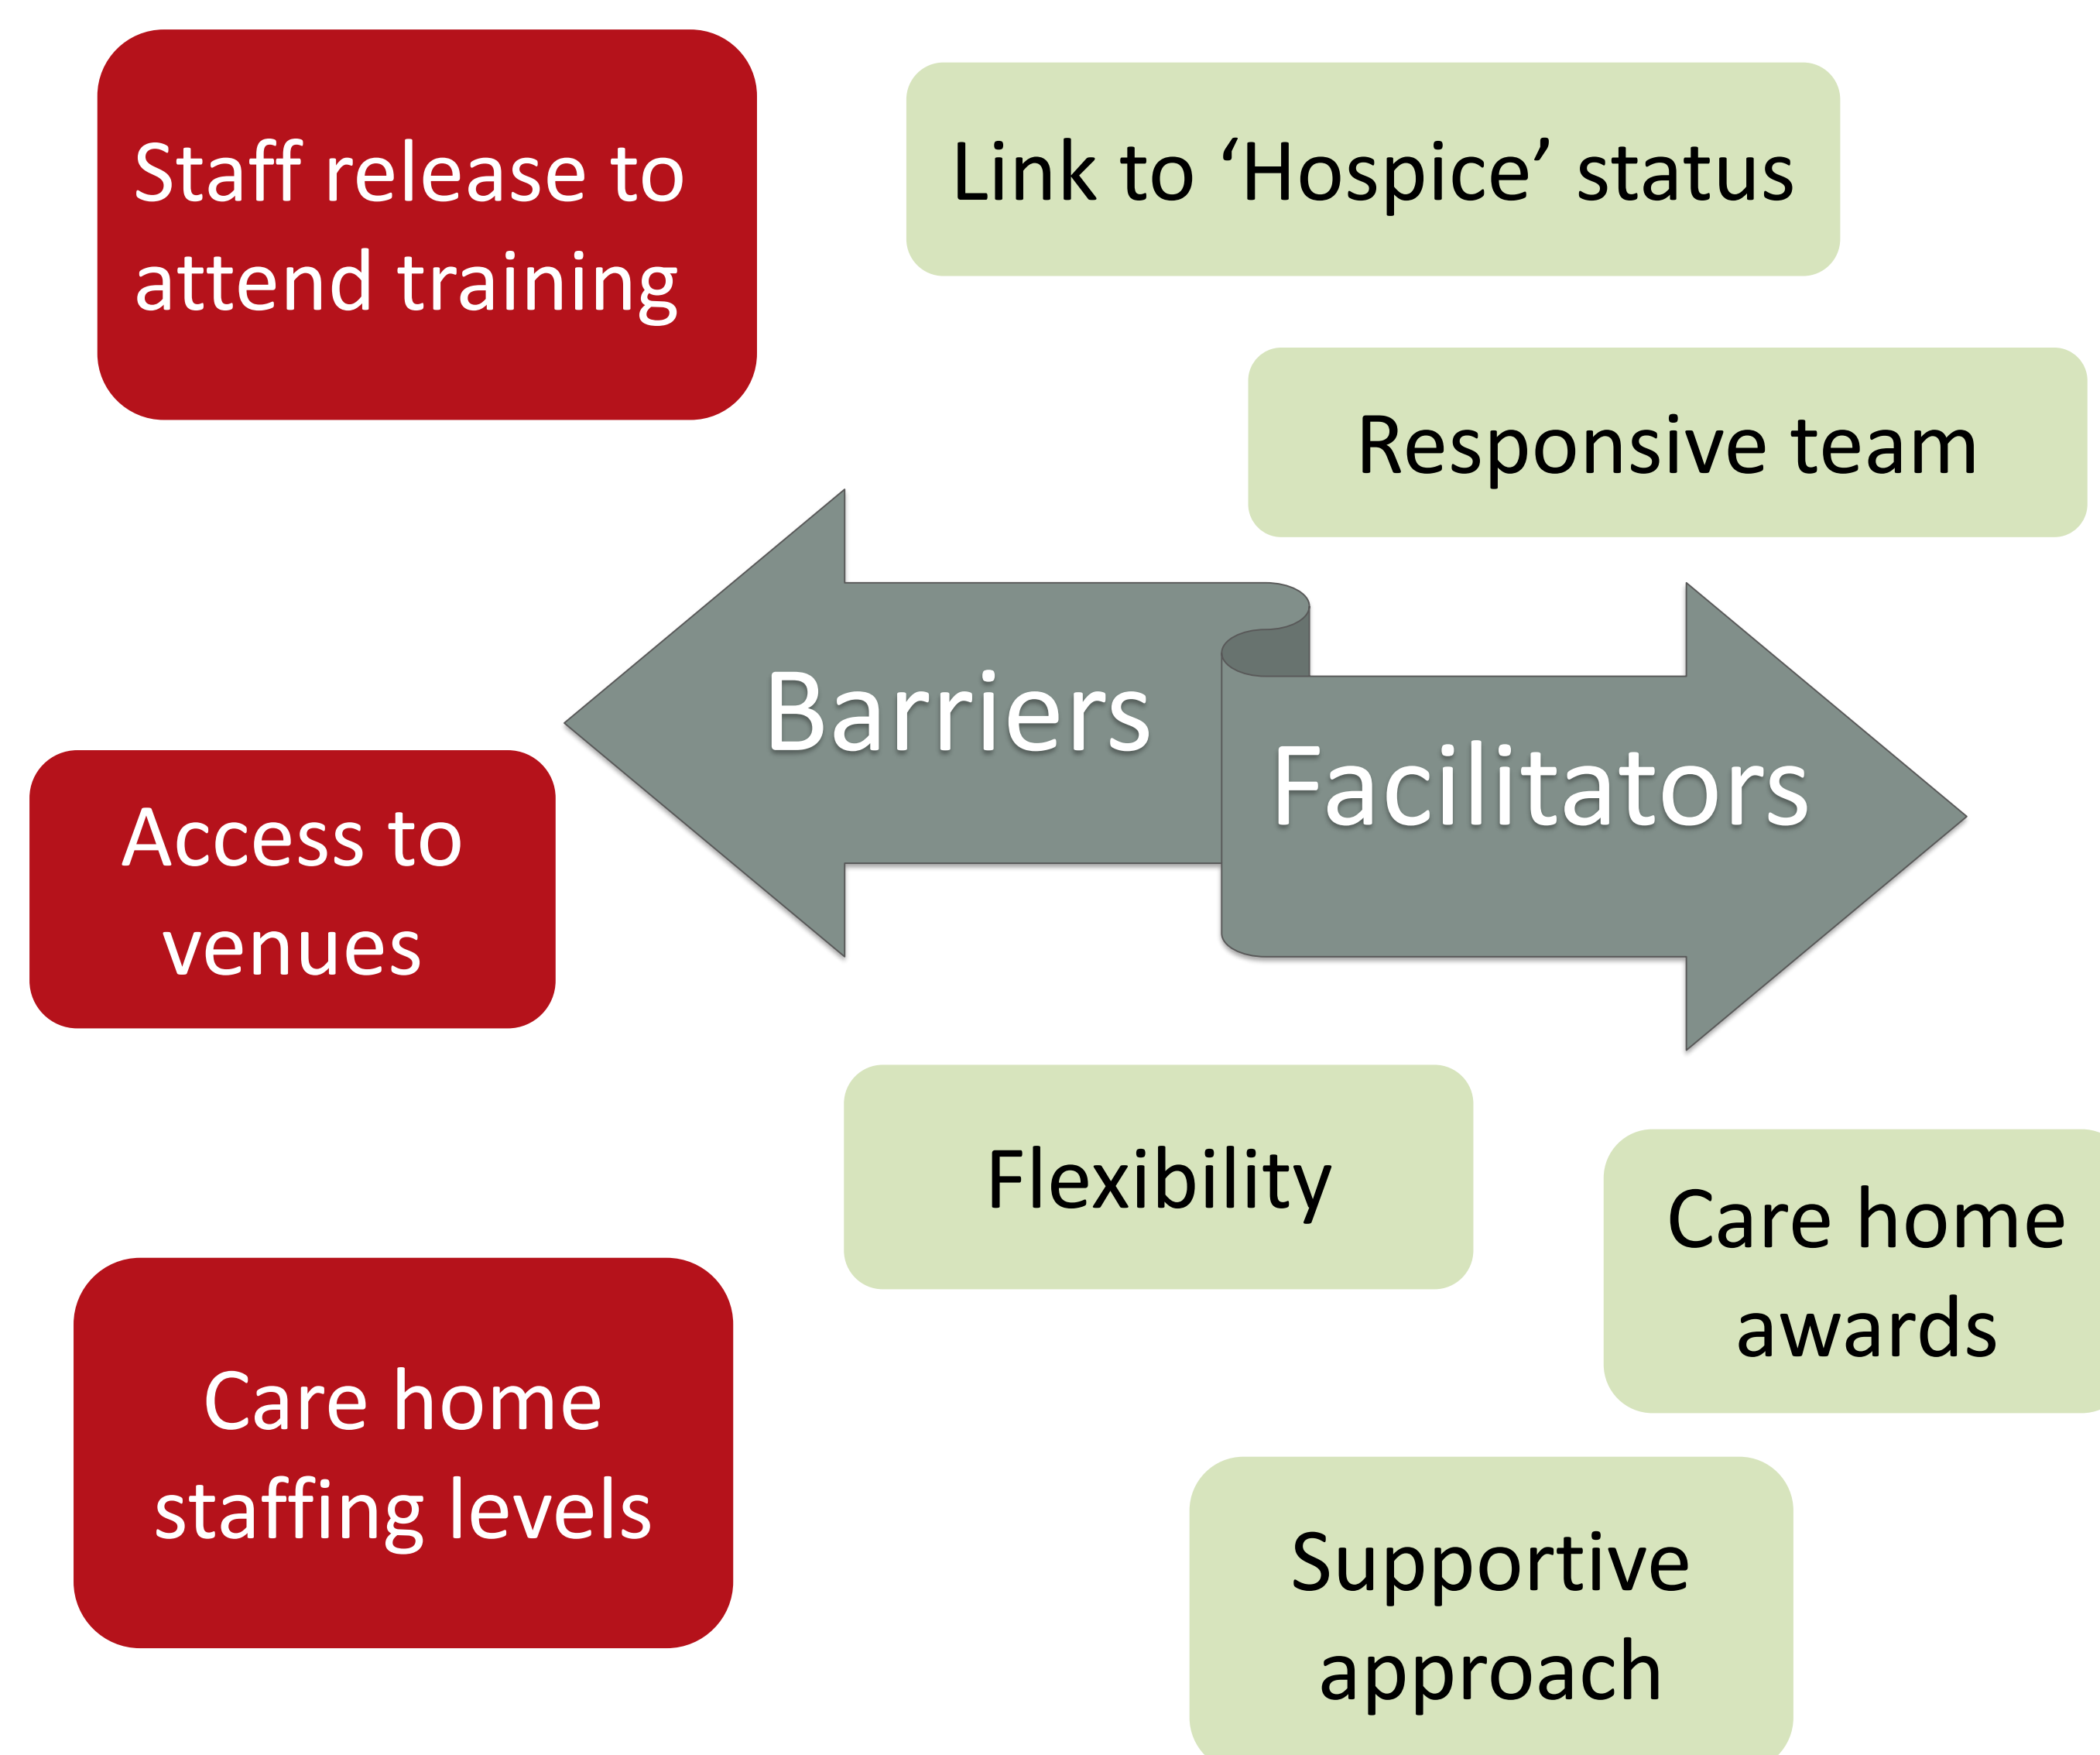 Staff release to
attend training
Link to ‘Hospice’ status
Responsive team
Barriers
Facilitators
Access to
venues
Flexibility
Care home
awards
Care home
staffing levels
Supportive
approach